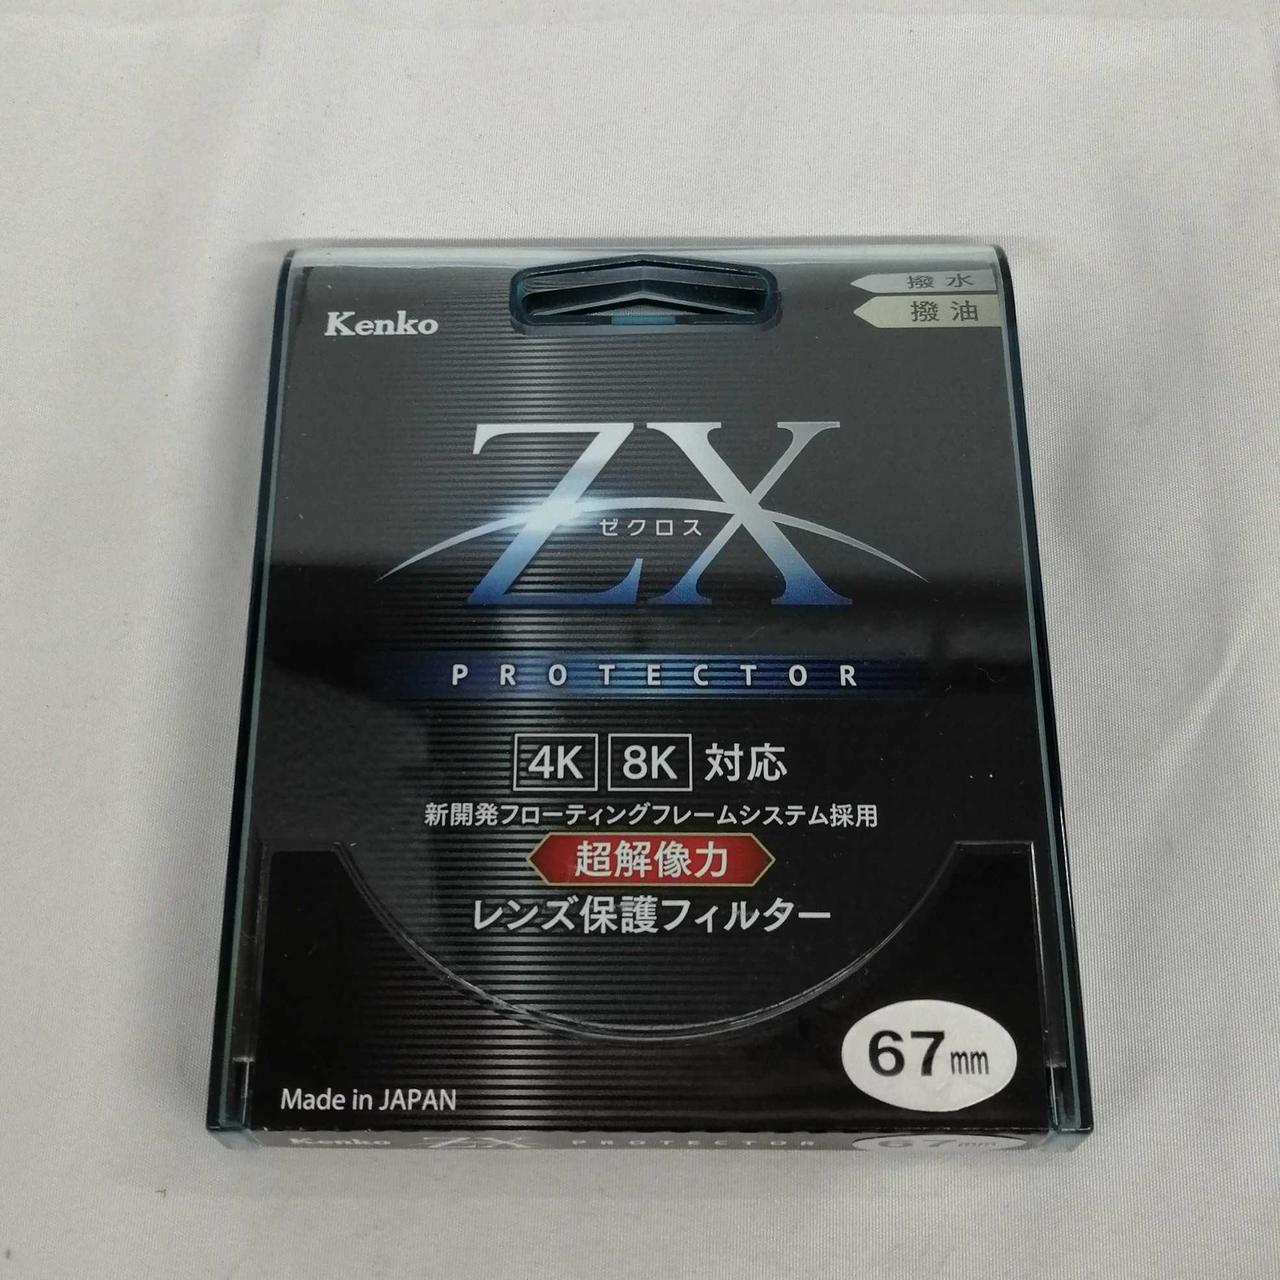 Kenko
撥水
撥油
ZX
ゼクロス
PROTECTOR
4K 8K 対応
新開発フローティングフレームシステム採用
超解像力
レンズ保護フィルター
67mm
Made in JAPAN
Kenko ZX PROTECTOR 67mm